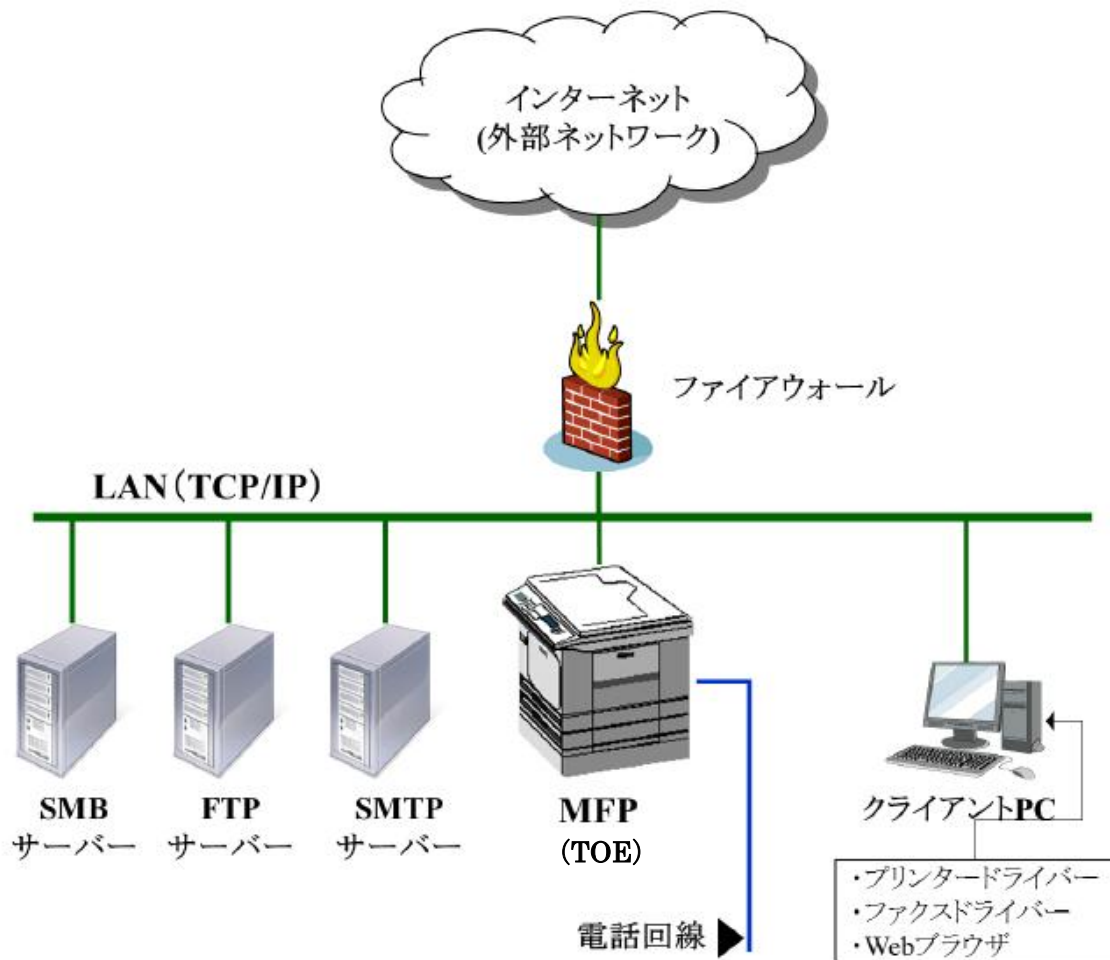 インターネット
(外部ネットワーク)
ファイアウォール
LAN（TCP/IP）
SMB
サーバー
FTP
サーバー
SMTP
サーバー
MFP
(TOE)
クライアントPC
・プリンタードライバー
・ファクスドライバー
・Webブラウザ
電話回線